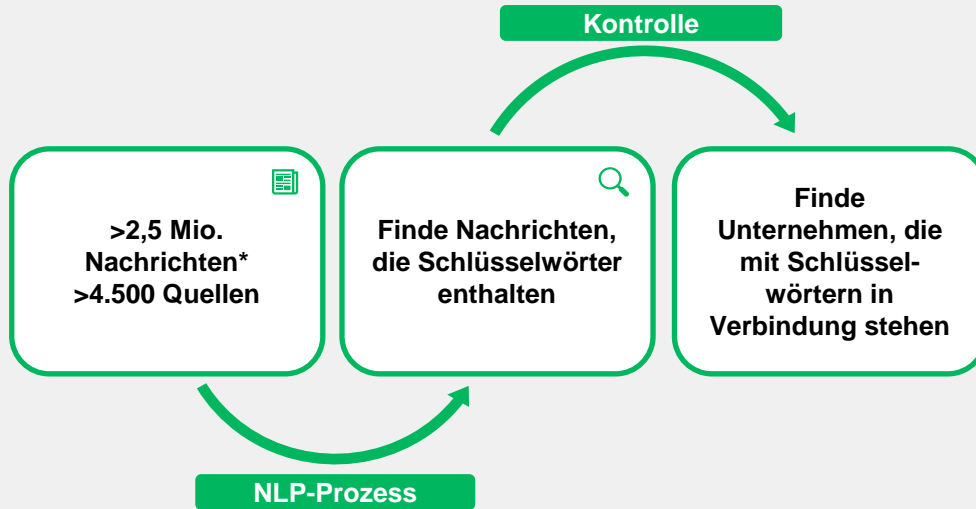 Kontrolle
>2,5 Mio.
Nachrichten*
>4.500 Quellen
Finde Nachrichten,
die Schlüsselwörter
enthalten
Finde
Unternehmen, die
mit Schlüssel-
wörtern in
Verbindung stehen
NLP-Prozess